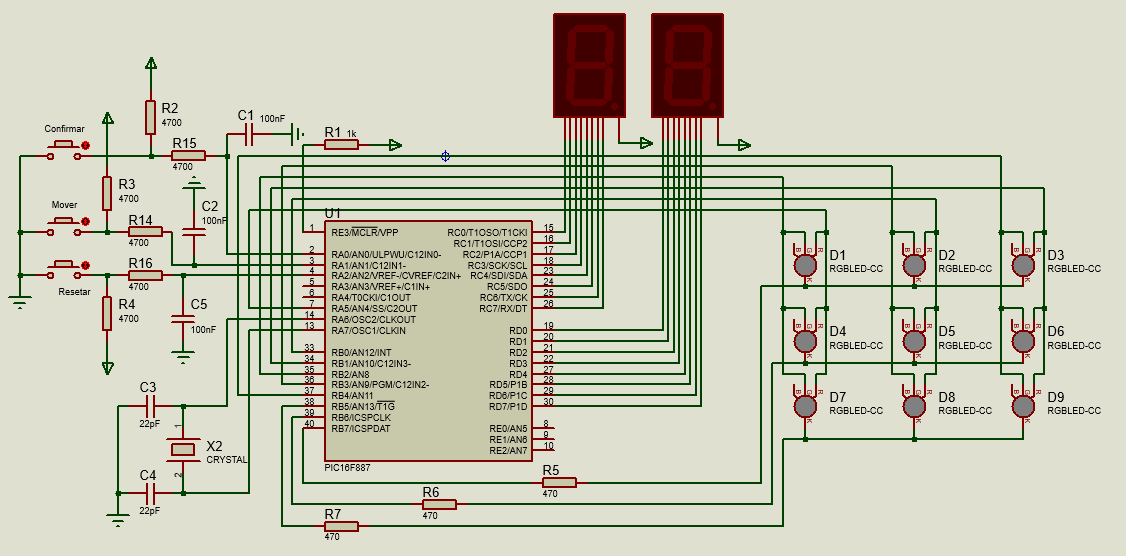 R2
4700
Confirmar
C1
100nF
R1 1k
R15
4700
R3
4700
Mover
C2
100nF
R14
4700
U1
R16
4700
Resetar
R4
4700
C5
100nF
1 RE3/MCLR/VPP RC0/T1OSO/T1CKI 15
RC1/T1OSI/CCP2 16
2 RA0/AN0/ULPWU/C12IN0- RC2/P1A/CCP1 17
3 RA1/AN1/C12IN1- RC3/SCK/SCL 18
4 RA2/AN2/VREF-/CVREF/C2IN+ RC4/SDI/SDA 23
5 RA3/AN3/VREF+/C1IN+ RC5/SDO 24
6 RA4/T0CKI/C1OUT RC6/TX/CK 25
7 RA5/AN4/SS/C2OUT RC7/RX/DT 26
14 RA6/OSC2/CLKOUT
13 RA7/OSC1/CLKIN RD0 19
RD1 20
33 RB0/AN12/INT RD2 21
34 RB1/AN10/C12IN3- RD3 22
35 RB2/AN8 RD4 27
36 RB3/AN9/PGM/C12IN2- RD5/P1B 28
37 RB4/AN11 RD6/P1C 29
38 RB5/AN13/T1G RD7/P1D 30
39 RB6/ICSPCLK
40 RB7/ICSPDAT RE0/AN5 8
RE1/AN6 9
RE2/AN7 10
PIC16F887
C3
22pF
1
X2
CRYSTAL
2
C4
22pF
R5
470
R6
470
R7
470
B G R B G R B G R
D1 D2 D3
RGBLED-CC RGBLED-CC RGBLED-CC
K K K
B G R B G R B G R
D4 D5 D6
RGBLED-CC RGBLED-CC RGBLED-CC
K K K
B G R B G R B G R
D7 D8 D9
RGBLED-CC RGBLED-CC RGBLED-CC
K K K